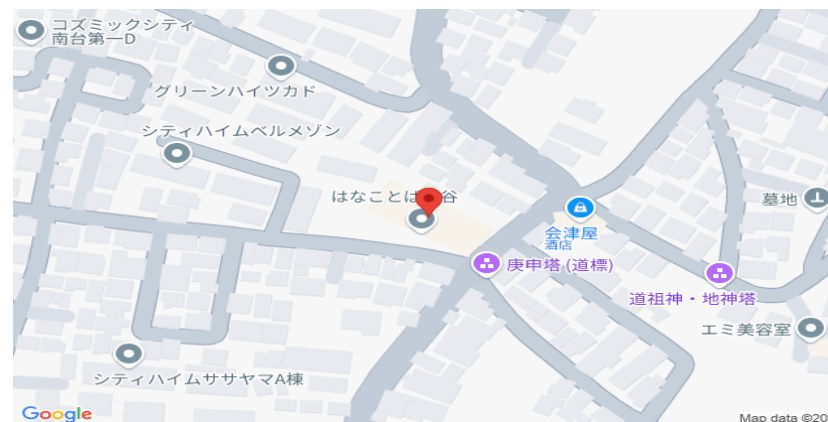 コズミックシティ
南台第一D
グリーンハイツカド
シティハイムベルメゾン
はなことは 谷
墓地
会津屋
酒店
庚申塔 (道標)
道祖神・地神塔
エミ美容室
シティハイムササヤマA棟
Google
Map data ©20